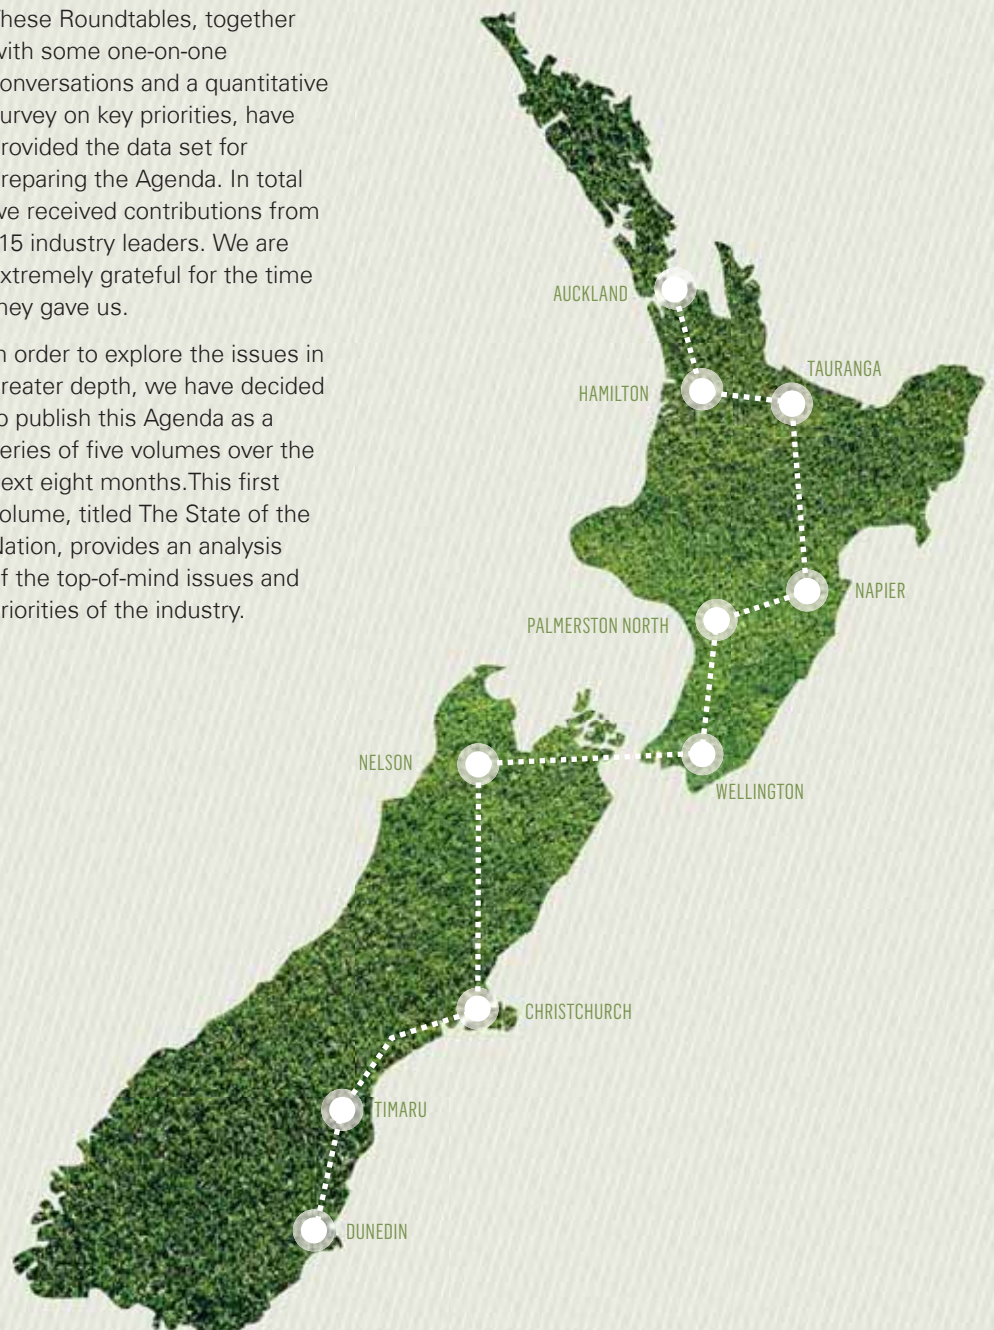 hese Roundtables, together
with some one-on-one
onversations and a quantitative
urvey on key priorities, have
rovided the data set for
reparing the Agenda. In total
ve received contributions from
15 industry leaders. We are
xtremely grateful for the time
hey gave us.
n order to explore the issues in
reater depth, we have decided
o publish this Agenda as a
eries of five volumes over the
ext eight months.This first
olume, titled The State of the
Nation, provides an analysis
f the top-of-mind issues and
riorities of the industry.
AUCKLAND
TAURANGA
HAMILTON
NAPIER
PALMERSTON NORTH
NELSON
WELLINGTON
CHRISTCHURCH
TIMARU
DUNEDIN